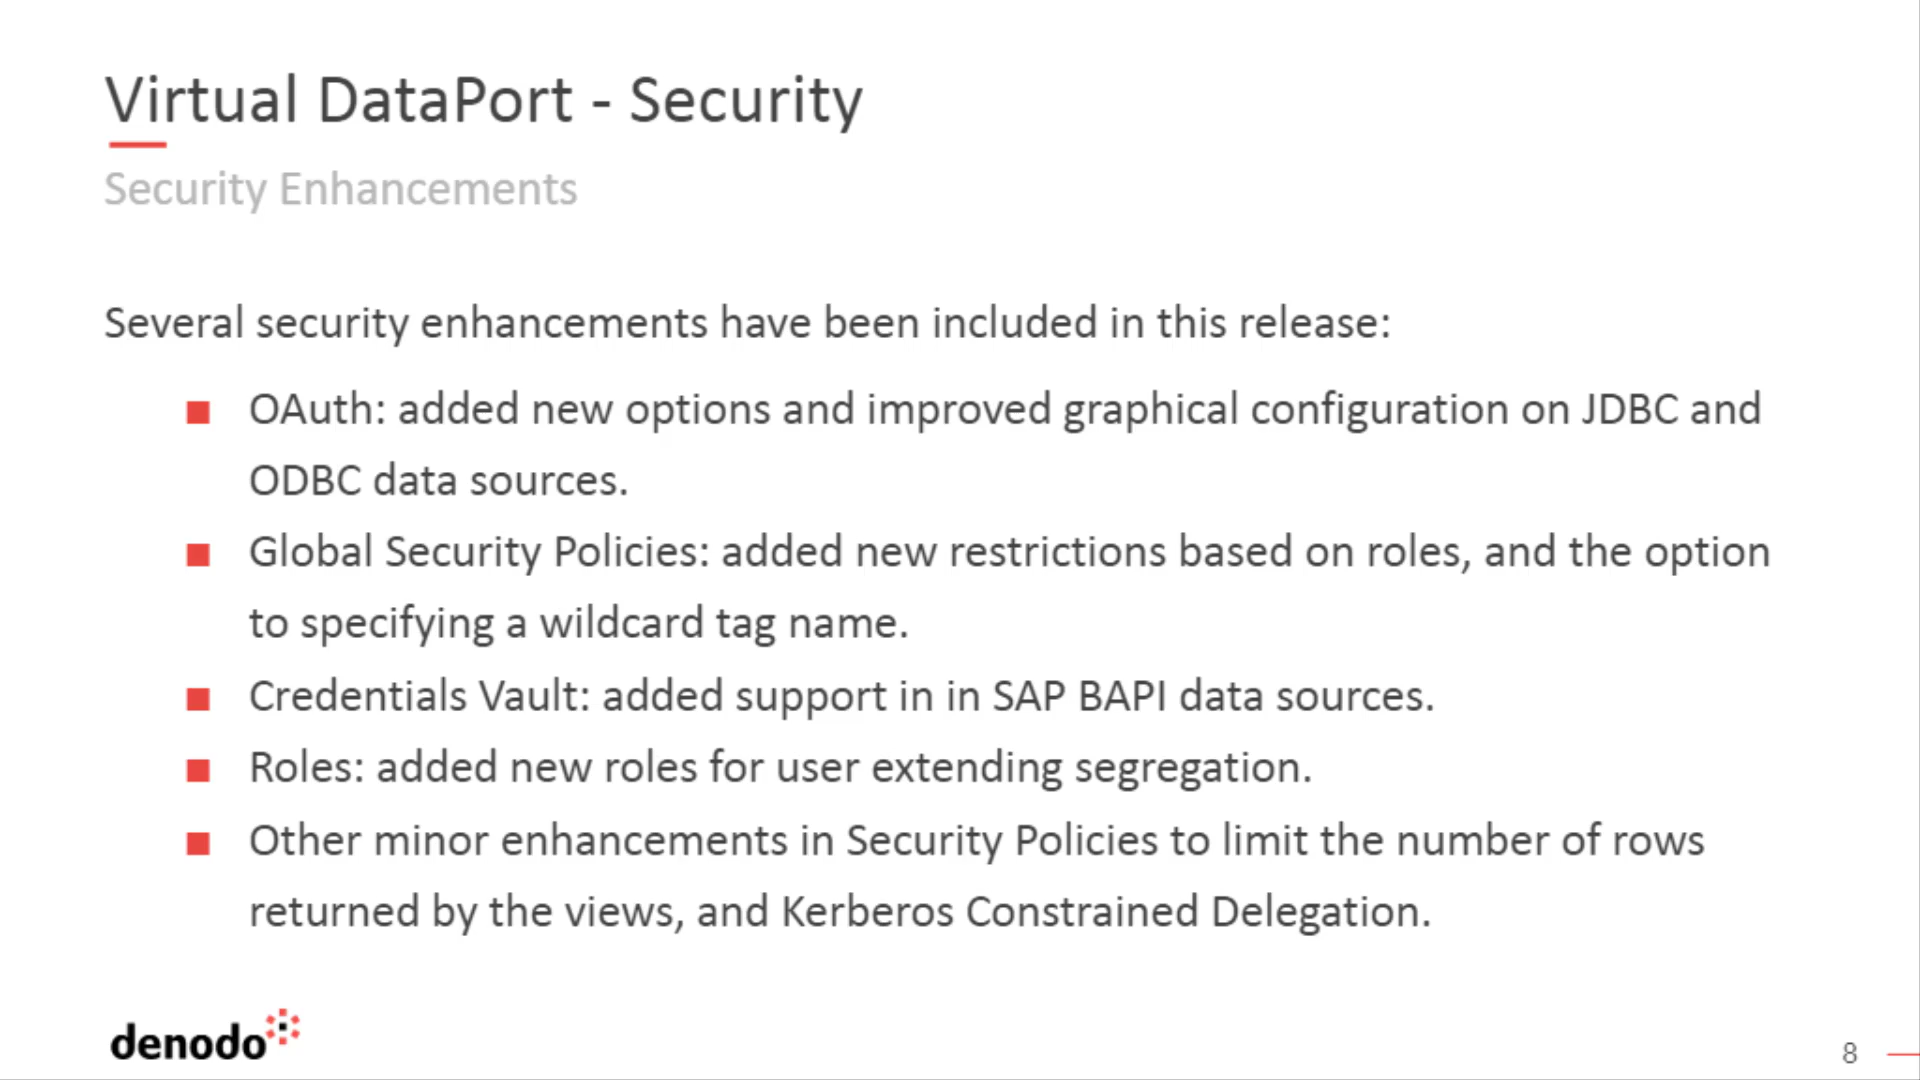 Virtual DataPort - Security
Security Enhancements
Several security enhancements have been included in this release:
■ OAuth: added new options and improved graphical configuration on JDBC and
ODBC data sources.
■ Global Security Policies: added new restrictions based on roles, and the option
to specifying a wildcard tag name.
■ Credentials Vault: added support in in SAP BAPI data sources.
■ Roles: added new roles for user extending segregation.
■ Other minor enhancements in Security Policies to limit the number of rows
returned by the views, and Kerberos Constrained Delegation.
denodo
8